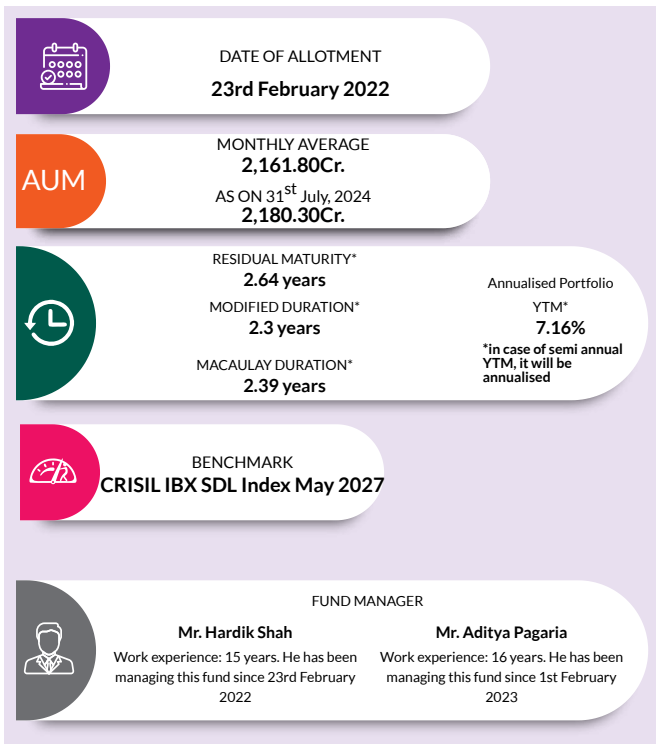 DATE OF ALLOTMENT
23rd February 2022
AUM
MONTHLY AVERAGE
2,161.80Cr.
AS ON 31st July, 2024
2,180.30Cr.
RESIDUAL MATURITY*
2.64 years
MODIFIED DURATION*
2.3 years
MACAULAY DURATION*
2.39 years
Annualised Portfolio
YTM*
7.16%
*in case of semi annual
YTM, it will be
annualised
BENCHMARK
CRISIL IBX SDL Index May 2027
FUND MANAGER
Mr. Hardik Shah
Work experience: 15 years. He has been
managing this fund since 23rd February
2022
Mr. Aditya Pagaria
Work experience: 16 years. He has been
managing this fund since 1st February
2023